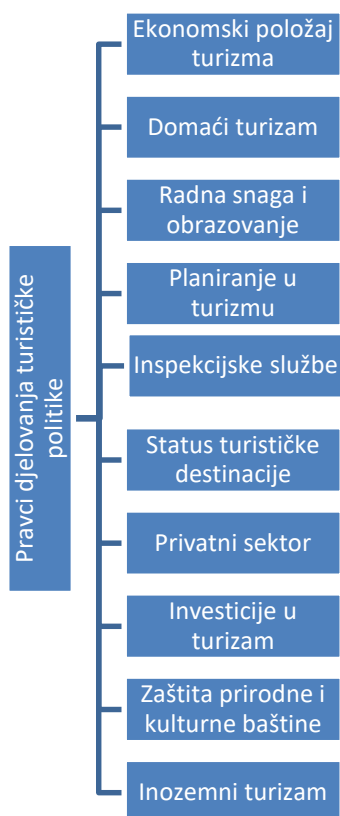 Pravci djelovanja turističke
politike
Ekonomski položaj
turizma
Domaći turizam
Radna snaga i
obrazovanje
Planiranje u
turizmu
Inspekcijske službe
Status turističke
destinacije
Privatni sektor
Investicije u
turizam
Zaštita prirodne i
kulturne baštine
Inozemni turizam